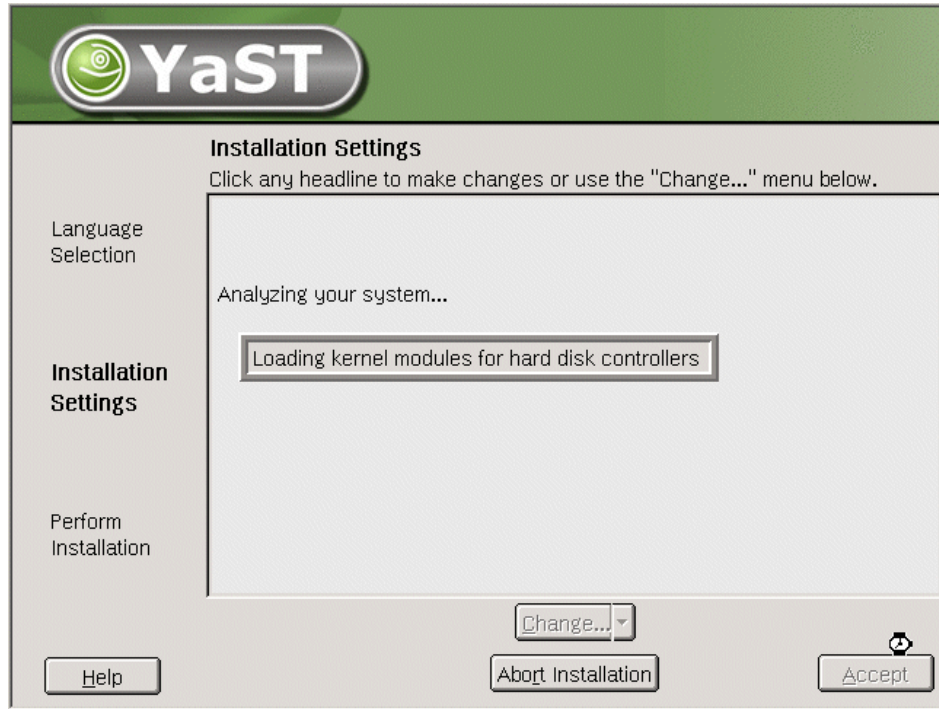 YaST
Installation Settings
Click any headline to make changes or use the "Change..." menu below.
Language
Selection
Analyzing your system...
Loading kernel modules for hard disk controllers
Installation
Settings
Perform
Installation
Change...
Help
Abort Installation
Accept